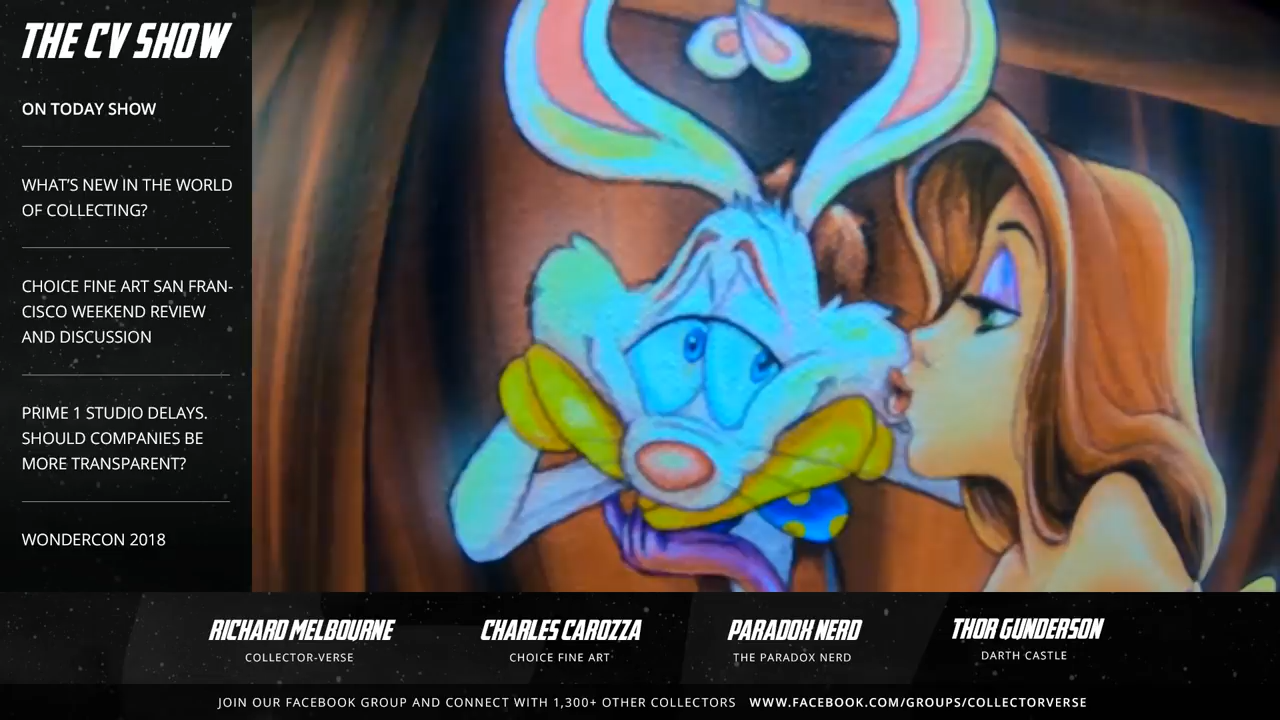 THE CV SHOW
ON TODAY SHOW
WHAT'S NEW IN THE WORLD
OF COLLECTING?
CHOICE FINE ART SAN FRAN-
CISCO WEEKEND REVIEW
AND DISCUSSION
PRIME 1 STUDIO DELAYS.
SHOULD COMPANIES BE
MORE TRANSPARENT?
WONDERCON 2018
RICHARD MELBOURNE
COLLECTOR-VERSE
CHARLES CAROZZA
CHOICE FINE ART
PARADOX NERD
THE PARADOX NERD
THOR GUNDERSON
DARTH CASTLE
JOIN OUR FACEBOOK GROUP AND CONNECT WITH 1,300+ OTHER COLLECTORS WWW.FACEBOOK.COM/GROUPS/COLLECTORVERSE